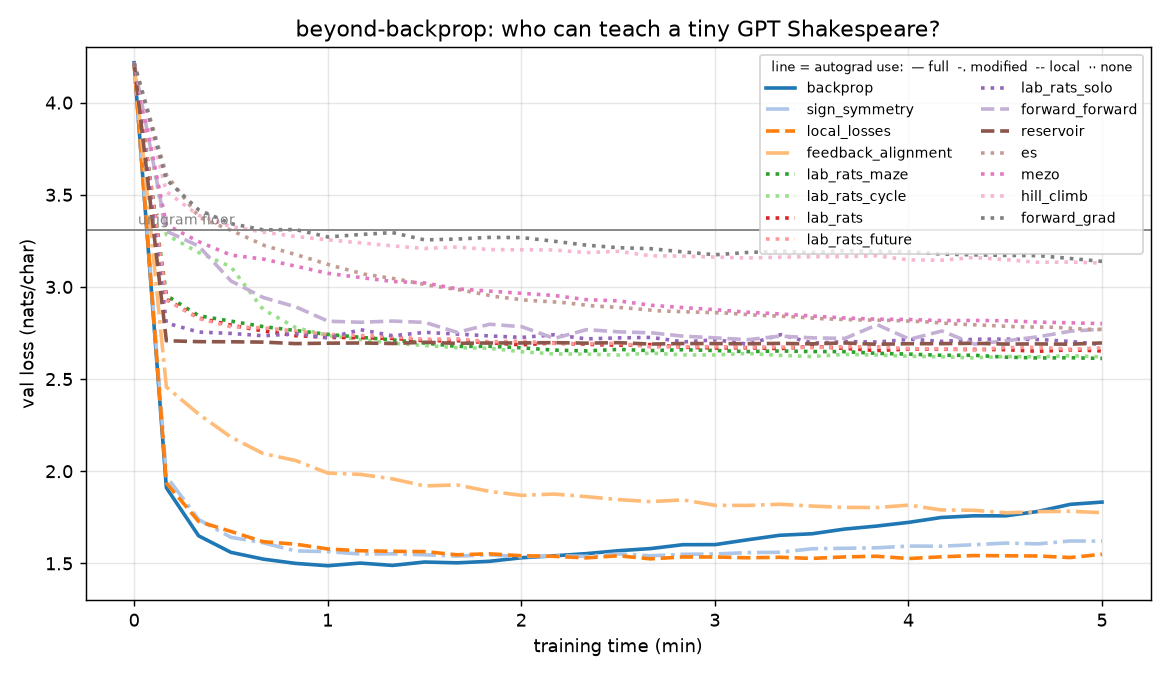 beyond-backprop: who can teach a tiny GPT Shakespeare?
line = autograd use: — full -. modified -- local ·· none
backprop
sign_symmetry
local_losses
feedback_alignment
lab_rats_maze
lab_rats_cycle
lab_rats
lab_rats_future
lab_rats_solo
forward_forward
reservoir
es
mezo
hill_climb
forward_grad
unigram floor
val loss (nats/char)
4.0
3.5
3.0
2.5
2.0
1.5
0
1
2
3
4
5
training time (min)